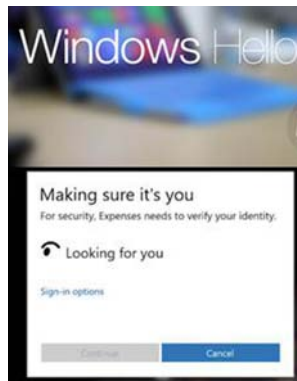 Windows Hello
Making sure it's you
For security, Expenses needs to verify your identity.
Looking for you
Sign-in options
Continue
Cancel